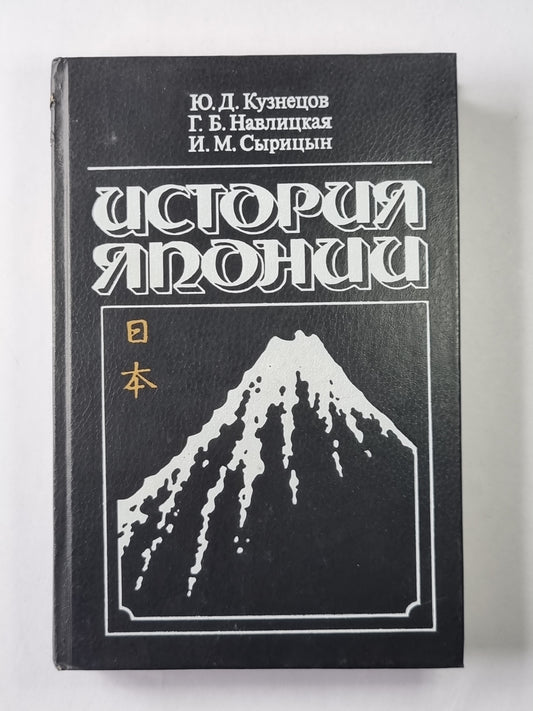 Ю. Д. Кузнецов
Г. Б. Навлицкая
И. М. Сырицын
ИСТОРИЯ
ЯПОНИИ
日
本